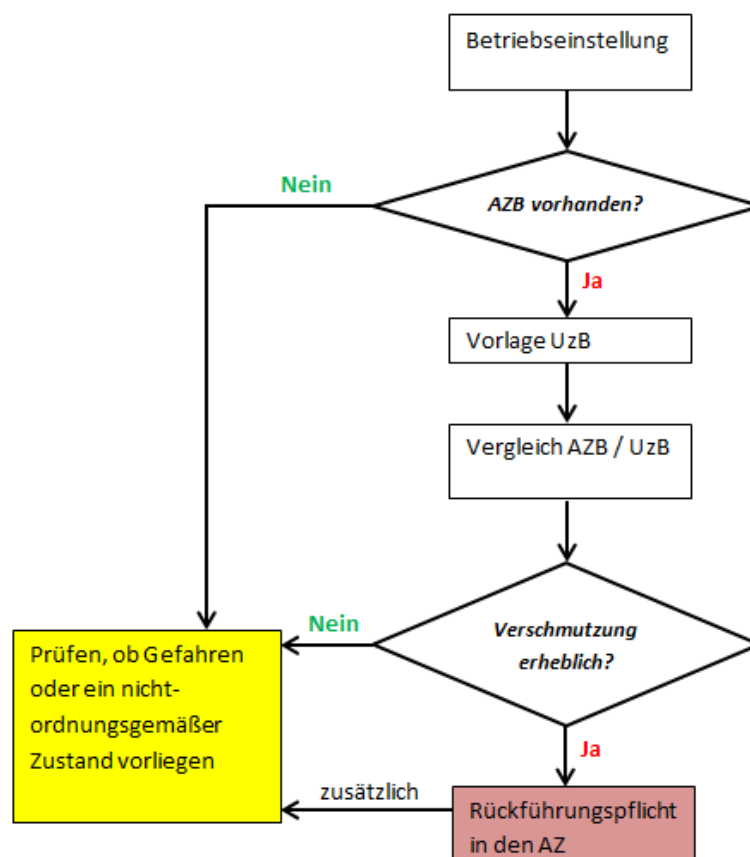 Betriebseinstellung
Nein
AZB vorhanden?
Ja
Vorlage UzB
Vergleich AZB / UzB
Nein
Verschmutzung
erheblich?
Prüfen, ob Gefahren
oder ein nicht-
ordnungsgemäßer
Zustand vorliegen
Ja
zusätzlich
Rückführungspflicht
in den AZ